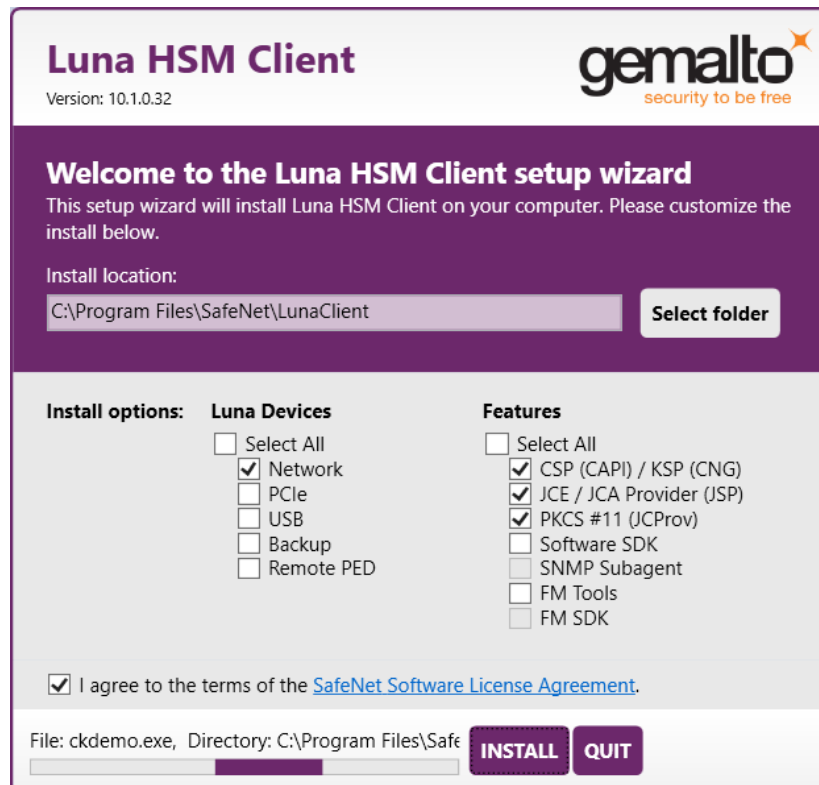 Luna HSM Client
Version: 10.1.0.32
gemalto
security to be free
Welcome to the Luna HSM Client setup wizard
This setup wizard will install Luna HSM Client on your computer. Please customize the
install below.
Install location:
C:\Program Files\SafeNet\LunaClient
Select folder
Install options:
Luna Devices
Select All
Network
PCIe
USB
Backup
Remote PED
Features
Select All
CSP (CAPI) / KSP (CNG)
JCE / JCA Provider (JSP)
PKCS #11 (JCProv)
Software SDK
SNMP Subagent
FM Tools
FM SDK
I agree to the terms of the SafeNet Software License Agreement.
File: ckdemo.exe, Directory: C:\Program Files\Safe
INSTALL
QUIT